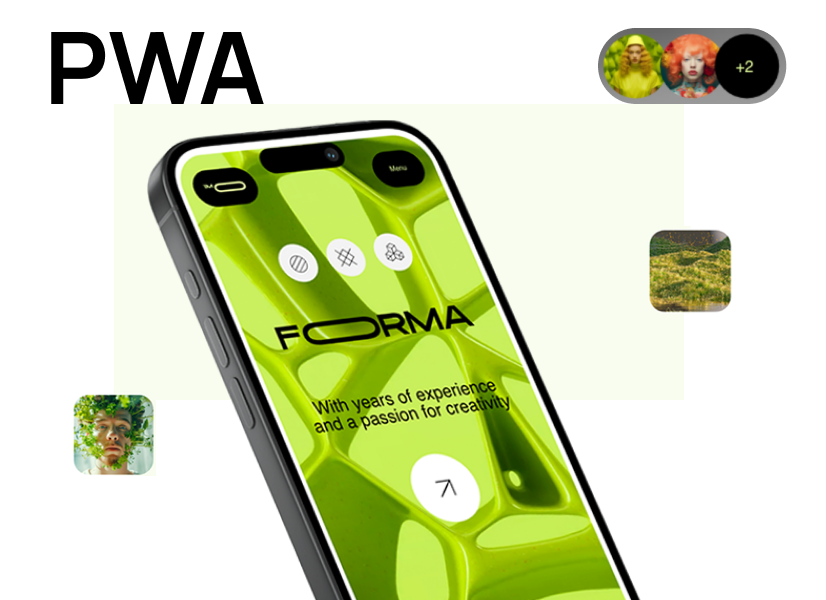 PWA
+2
Menu
FORMA
With years of experience
and a passion for creativity